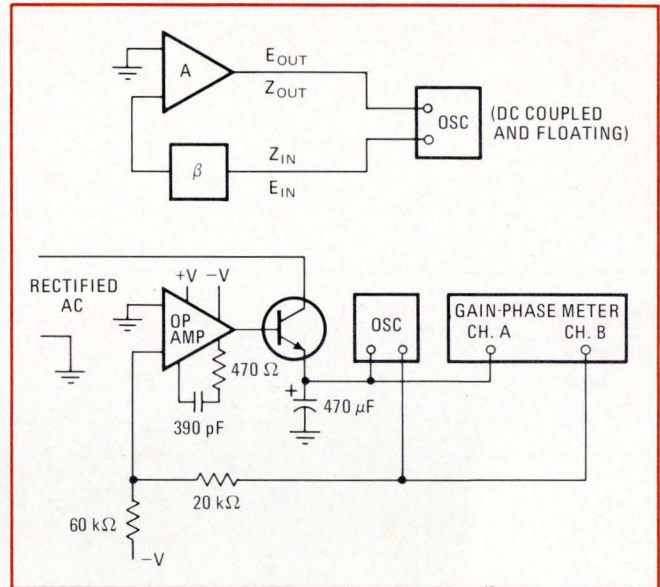 A
E_OUT
Z_OUT
OSC
(DC COUPLED
AND FLOATING)
β
Z_IN
E_IN
RECTIFIED
AC
+V
−V
OP
AMP
470 Ω
390 pF
+
470 μF
OSC
GAIN-PHASE METER
CH. A CH. B
20 kΩ
60 kΩ
−V